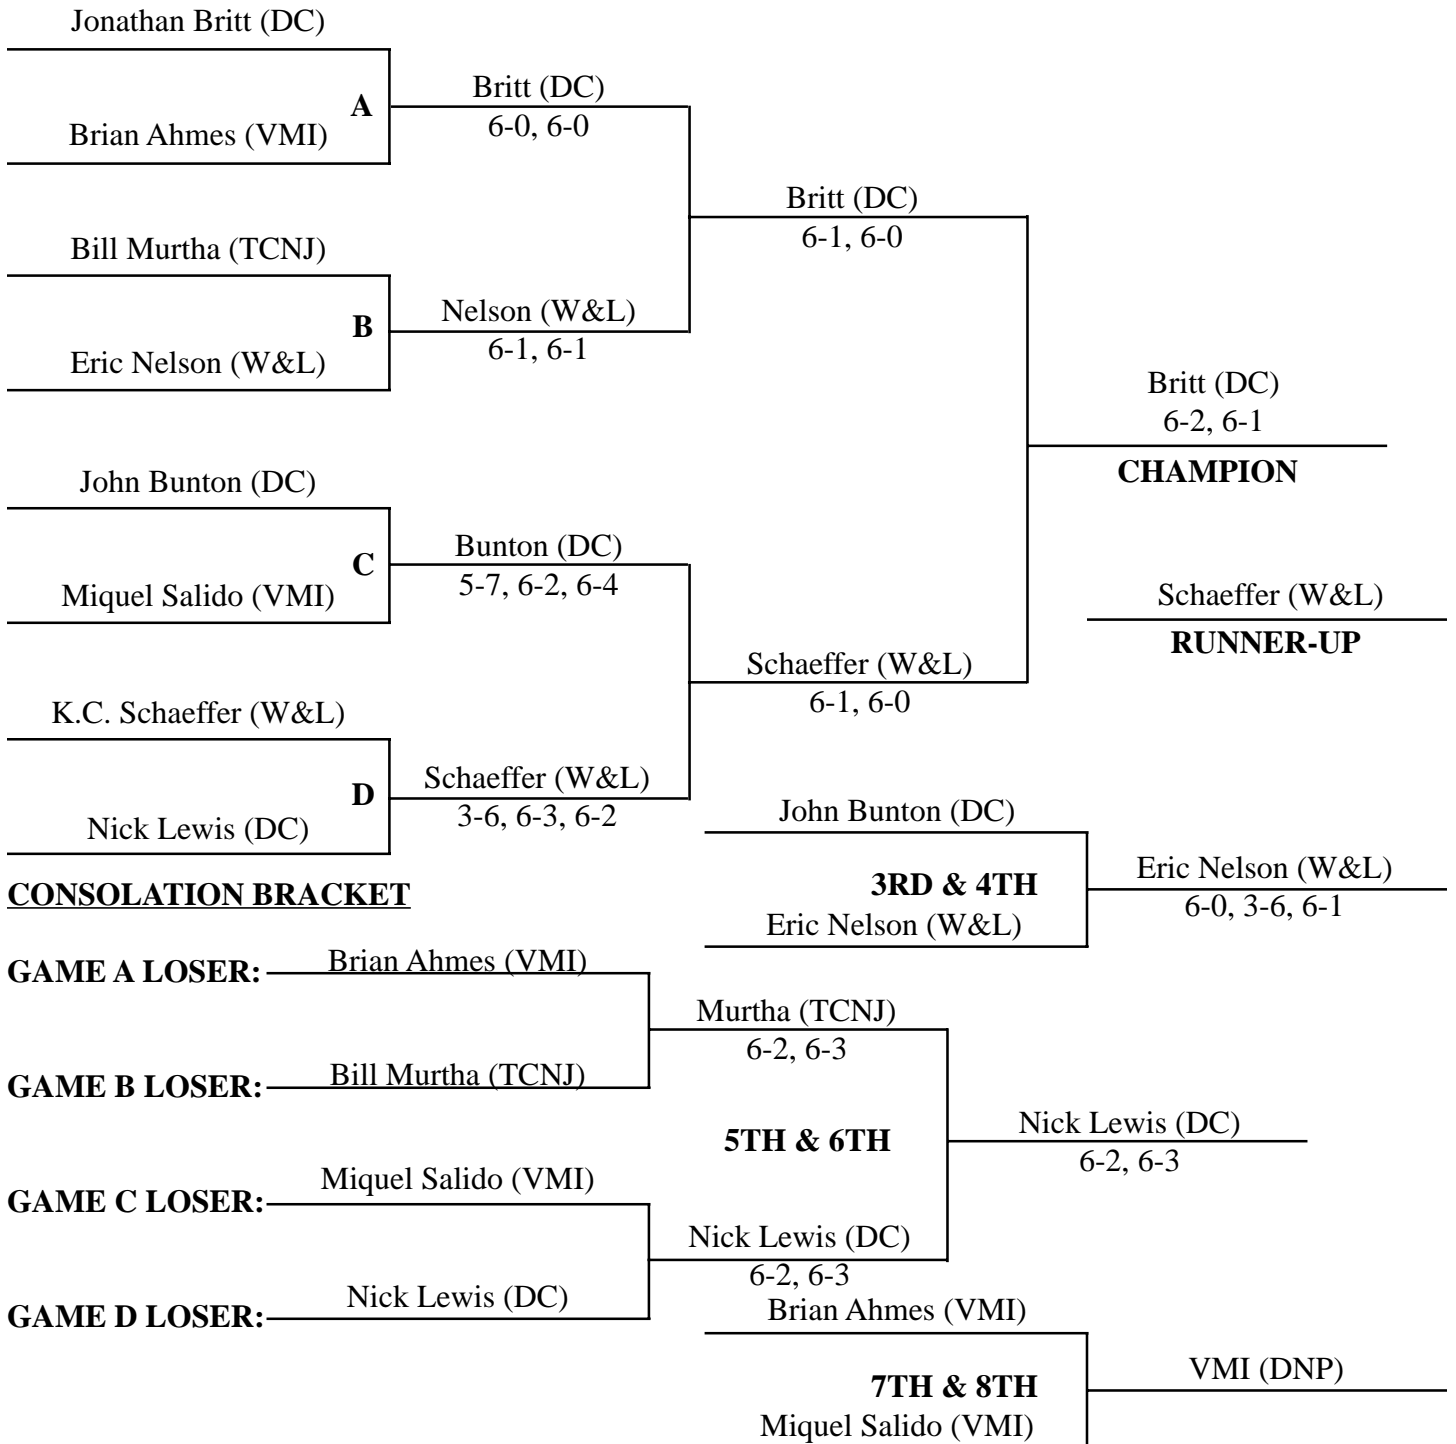 Jonathan Britt (DC)
A
Brian Ahmes (VMI)
Britt (DC)
6-0, 6-0
Bill Murtha (TCNJ)
B
Eric Nelson (W&L)
Nelson (W&L)
6-1, 6-1
Britt (DC)
6-1, 6-0
John Bunton (DC)
C
Miquel Salido (VMI)
Bunton (DC)
5-7, 6-2, 6-4
K.C. Schaeffer (W&L)
D
Nick Lewis (DC)
Schaeffer (W&L)
3-6, 6-3, 6-2
Schaeffer (W&L)
6-1, 6-0
Britt (DC)
6-2, 6-1
CHAMPION
Schaeffer (W&L)
RUNNER-UP
John Bunton (DC)
3RD & 4TH
Eric Nelson (W&L)
Eric Nelson (W&L)
6-0, 3-6, 6-1
CONSOLATION BRACKET
GAME A LOSER: Brian Ahmes (VMI)
GAME B LOSER: Bill Murtha (TCNJ)
Murtha (TCNJ)
6-2, 6-3
5TH & 6TH
GAME C LOSER: Miquel Salido (VMI)
GAME D LOSER: Nick Lewis (DC)
Nick Lewis (DC)
6-2, 6-3
Nick Lewis (DC)
6-2, 6-3
Brian Ahmes (VMI)
7TH & 8TH
Miquel Salido (VMI)
VMI (DNP)